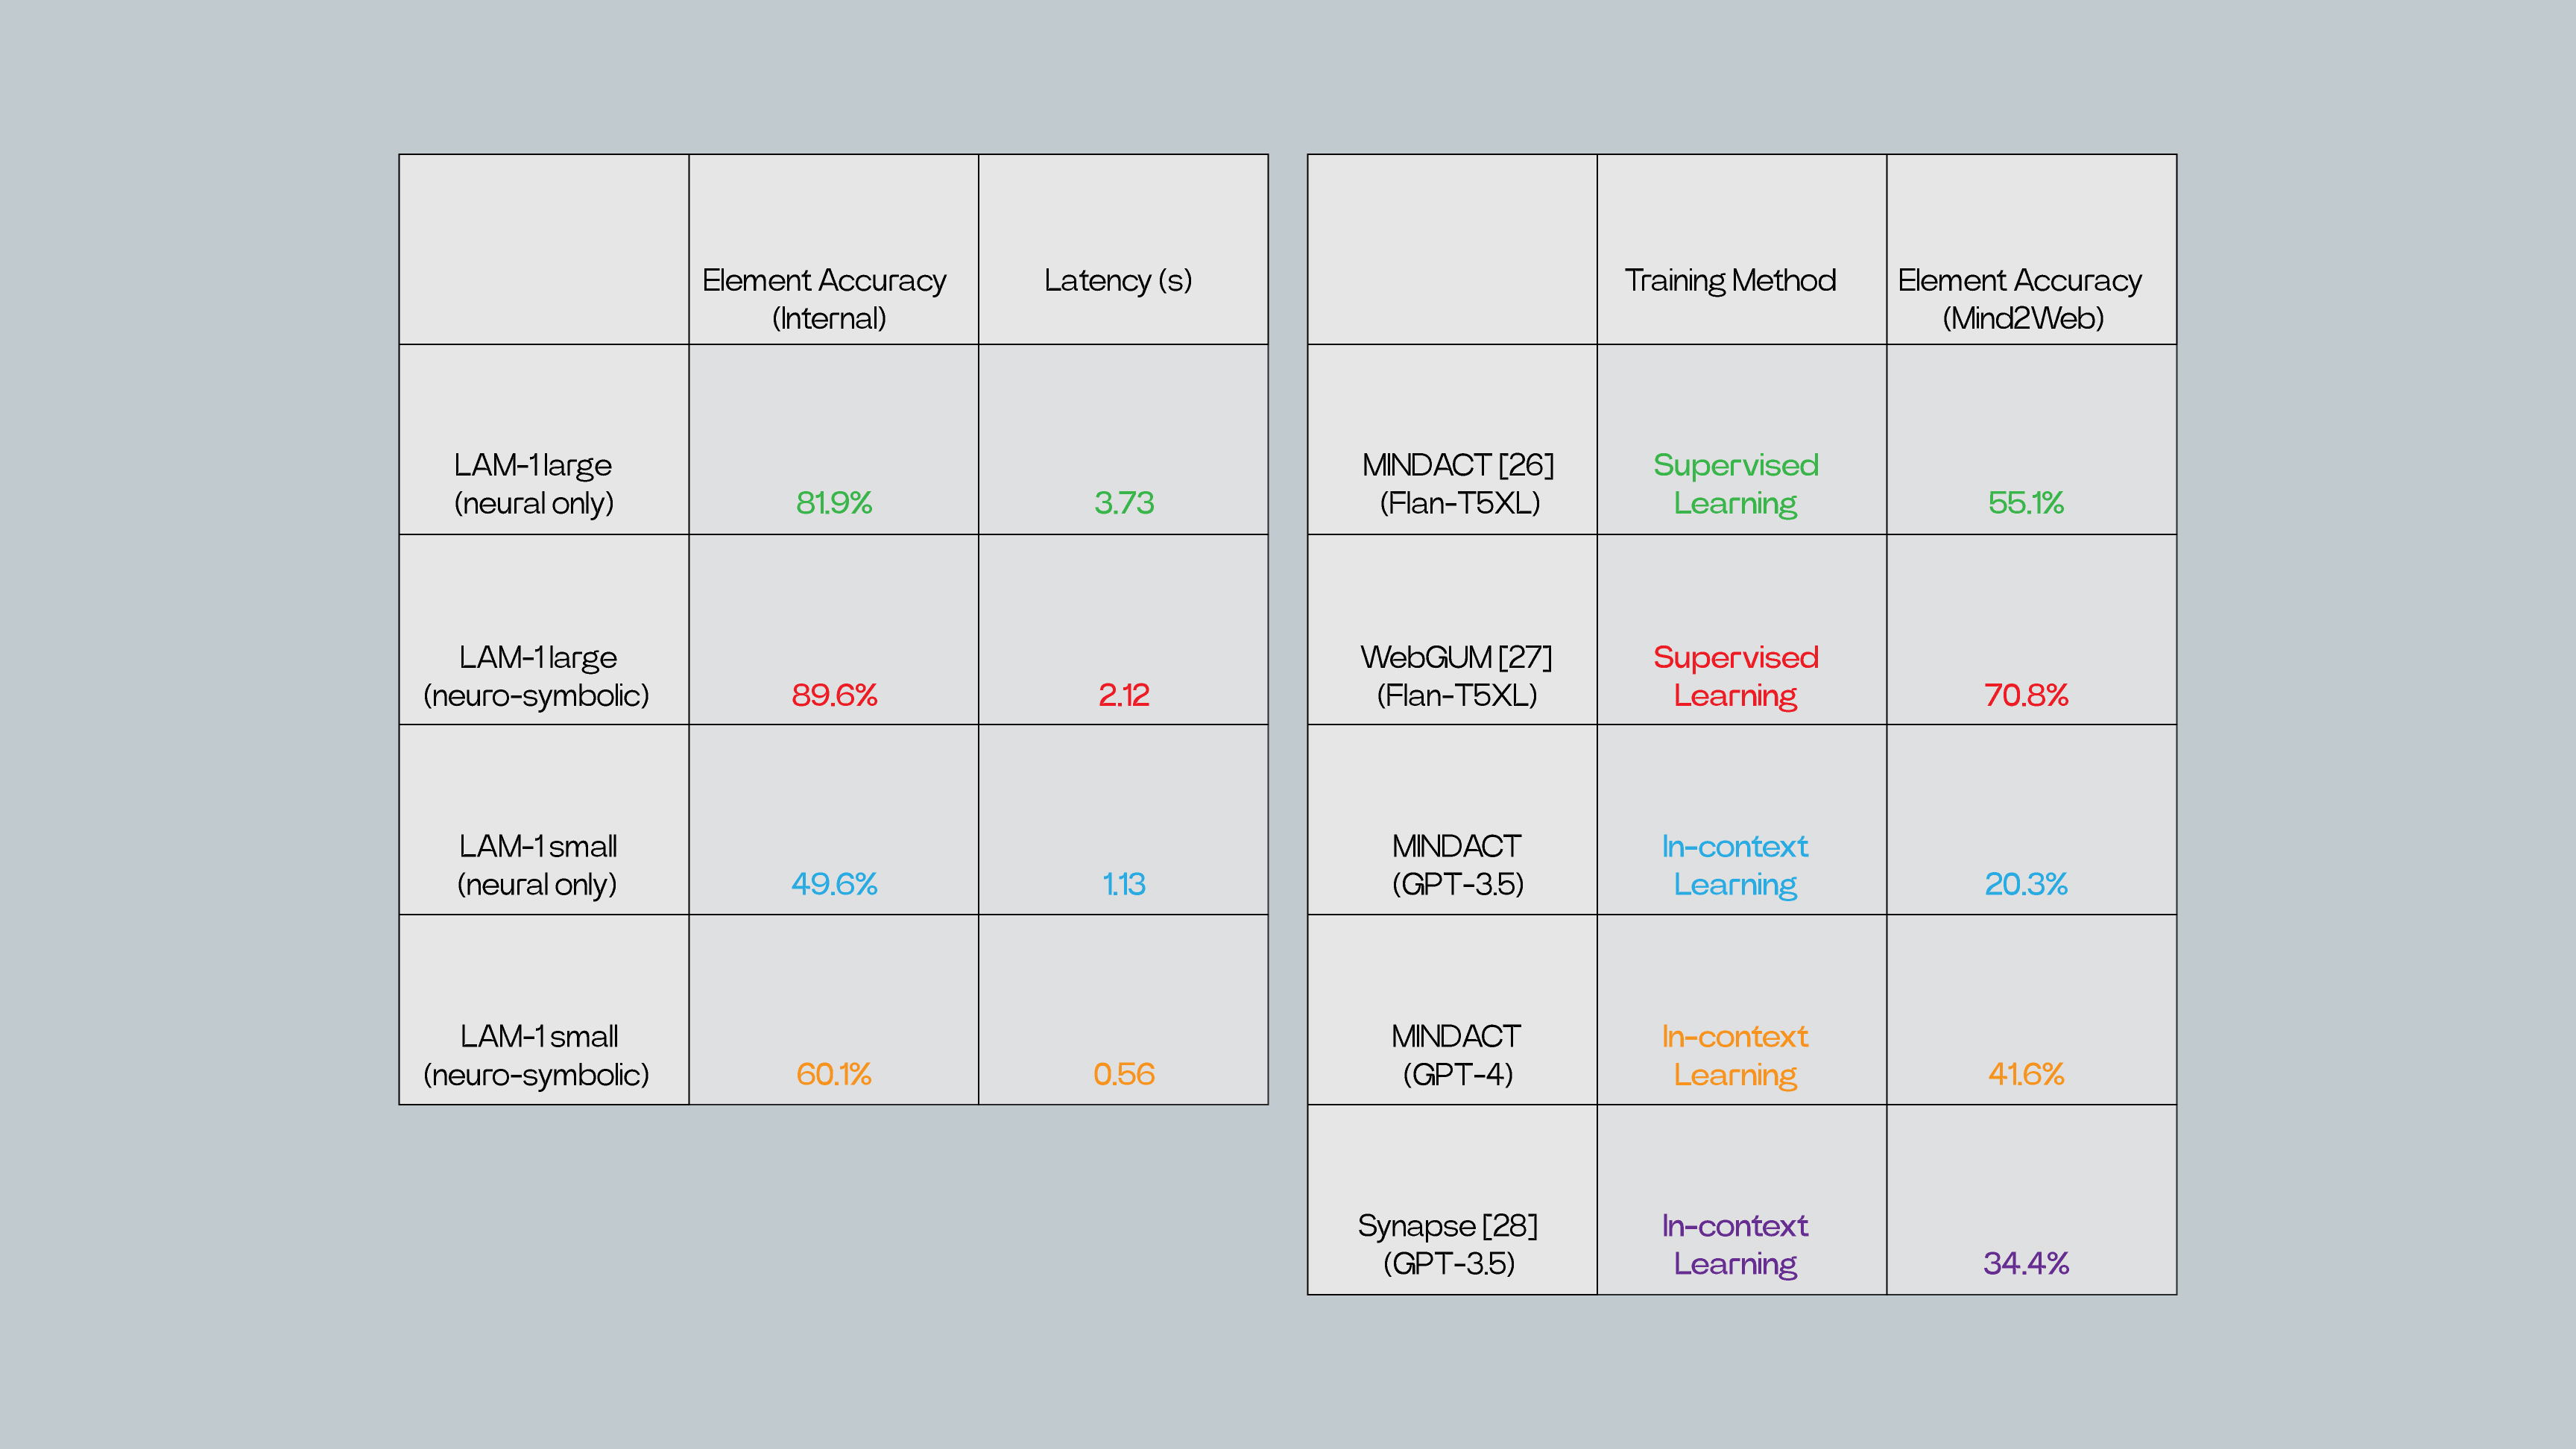 Element Accuracy
(Internal)
Latency (s)
LAM-1 large
(neural only)
81.9%
3.73
LAM-1 large
(neuro-symbolic)
89.6%
2.12
LAM-1 small
(neural only)
49.6%
1.13
LAM-1 small
(neuro-symbolic)
60.1%
0.56
Training Method
Element Accuracy
(Mind2Web)
MINDACT [26]
(Flan-T5XL)
Supervised
Learning
55.1%
WebGUM [27]
(Flan-T5XL)
Supervised
Learning
70.8%
MINDACT
(GPT-3.5)
In-context
Learning
20.3%
MINDACT
(GPT-4)
In-context
Learning
41.6%
Synapse [28]
(GPT-3.5)
In-context
Learning
34.4%